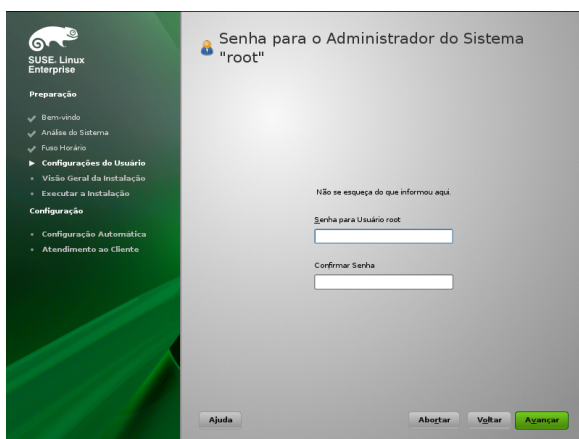 SUSE. Linux
Enterprise
Preparação
Bem-vindo
Análise do Sistema
Fuso Horário
Configurações do Usuário
Visão Geral da Instalação
Executar a Instalação
Configuração
Configuração Automática
Atendimento ao Cliente
Senha para o Administrador do Sistema
"root"
Não se esqueça do que informou aqui.
Senha para Usuário root
Confirmar Senha
Ajuda
Abortar
Voltar
Avançar